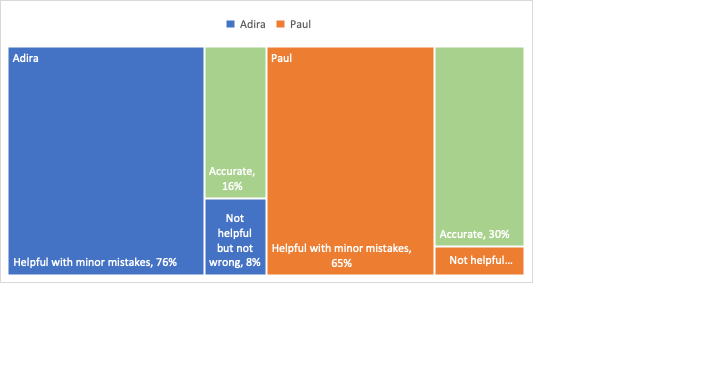 Adira Paul
Adira
Paul
Accurate,
16%
Not
helpful
but not
wrong, 8%
Helpful with minor mistakes, 76%
Helpful with minor mistakes,
65%
Accurate, 30%
Not helpful...